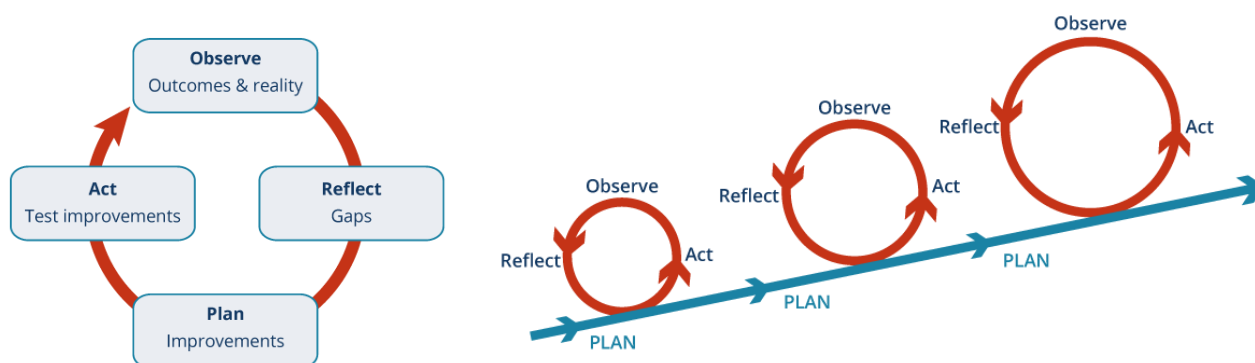 Observe
Outcomes & reality
Act
Test improvements
Reflect
Gaps
Plan
Improvements
Observe
Reflect
Act
PLAN
Observe
Reflect
Act
PLAN
Observe
Reflect
Act
PLAN